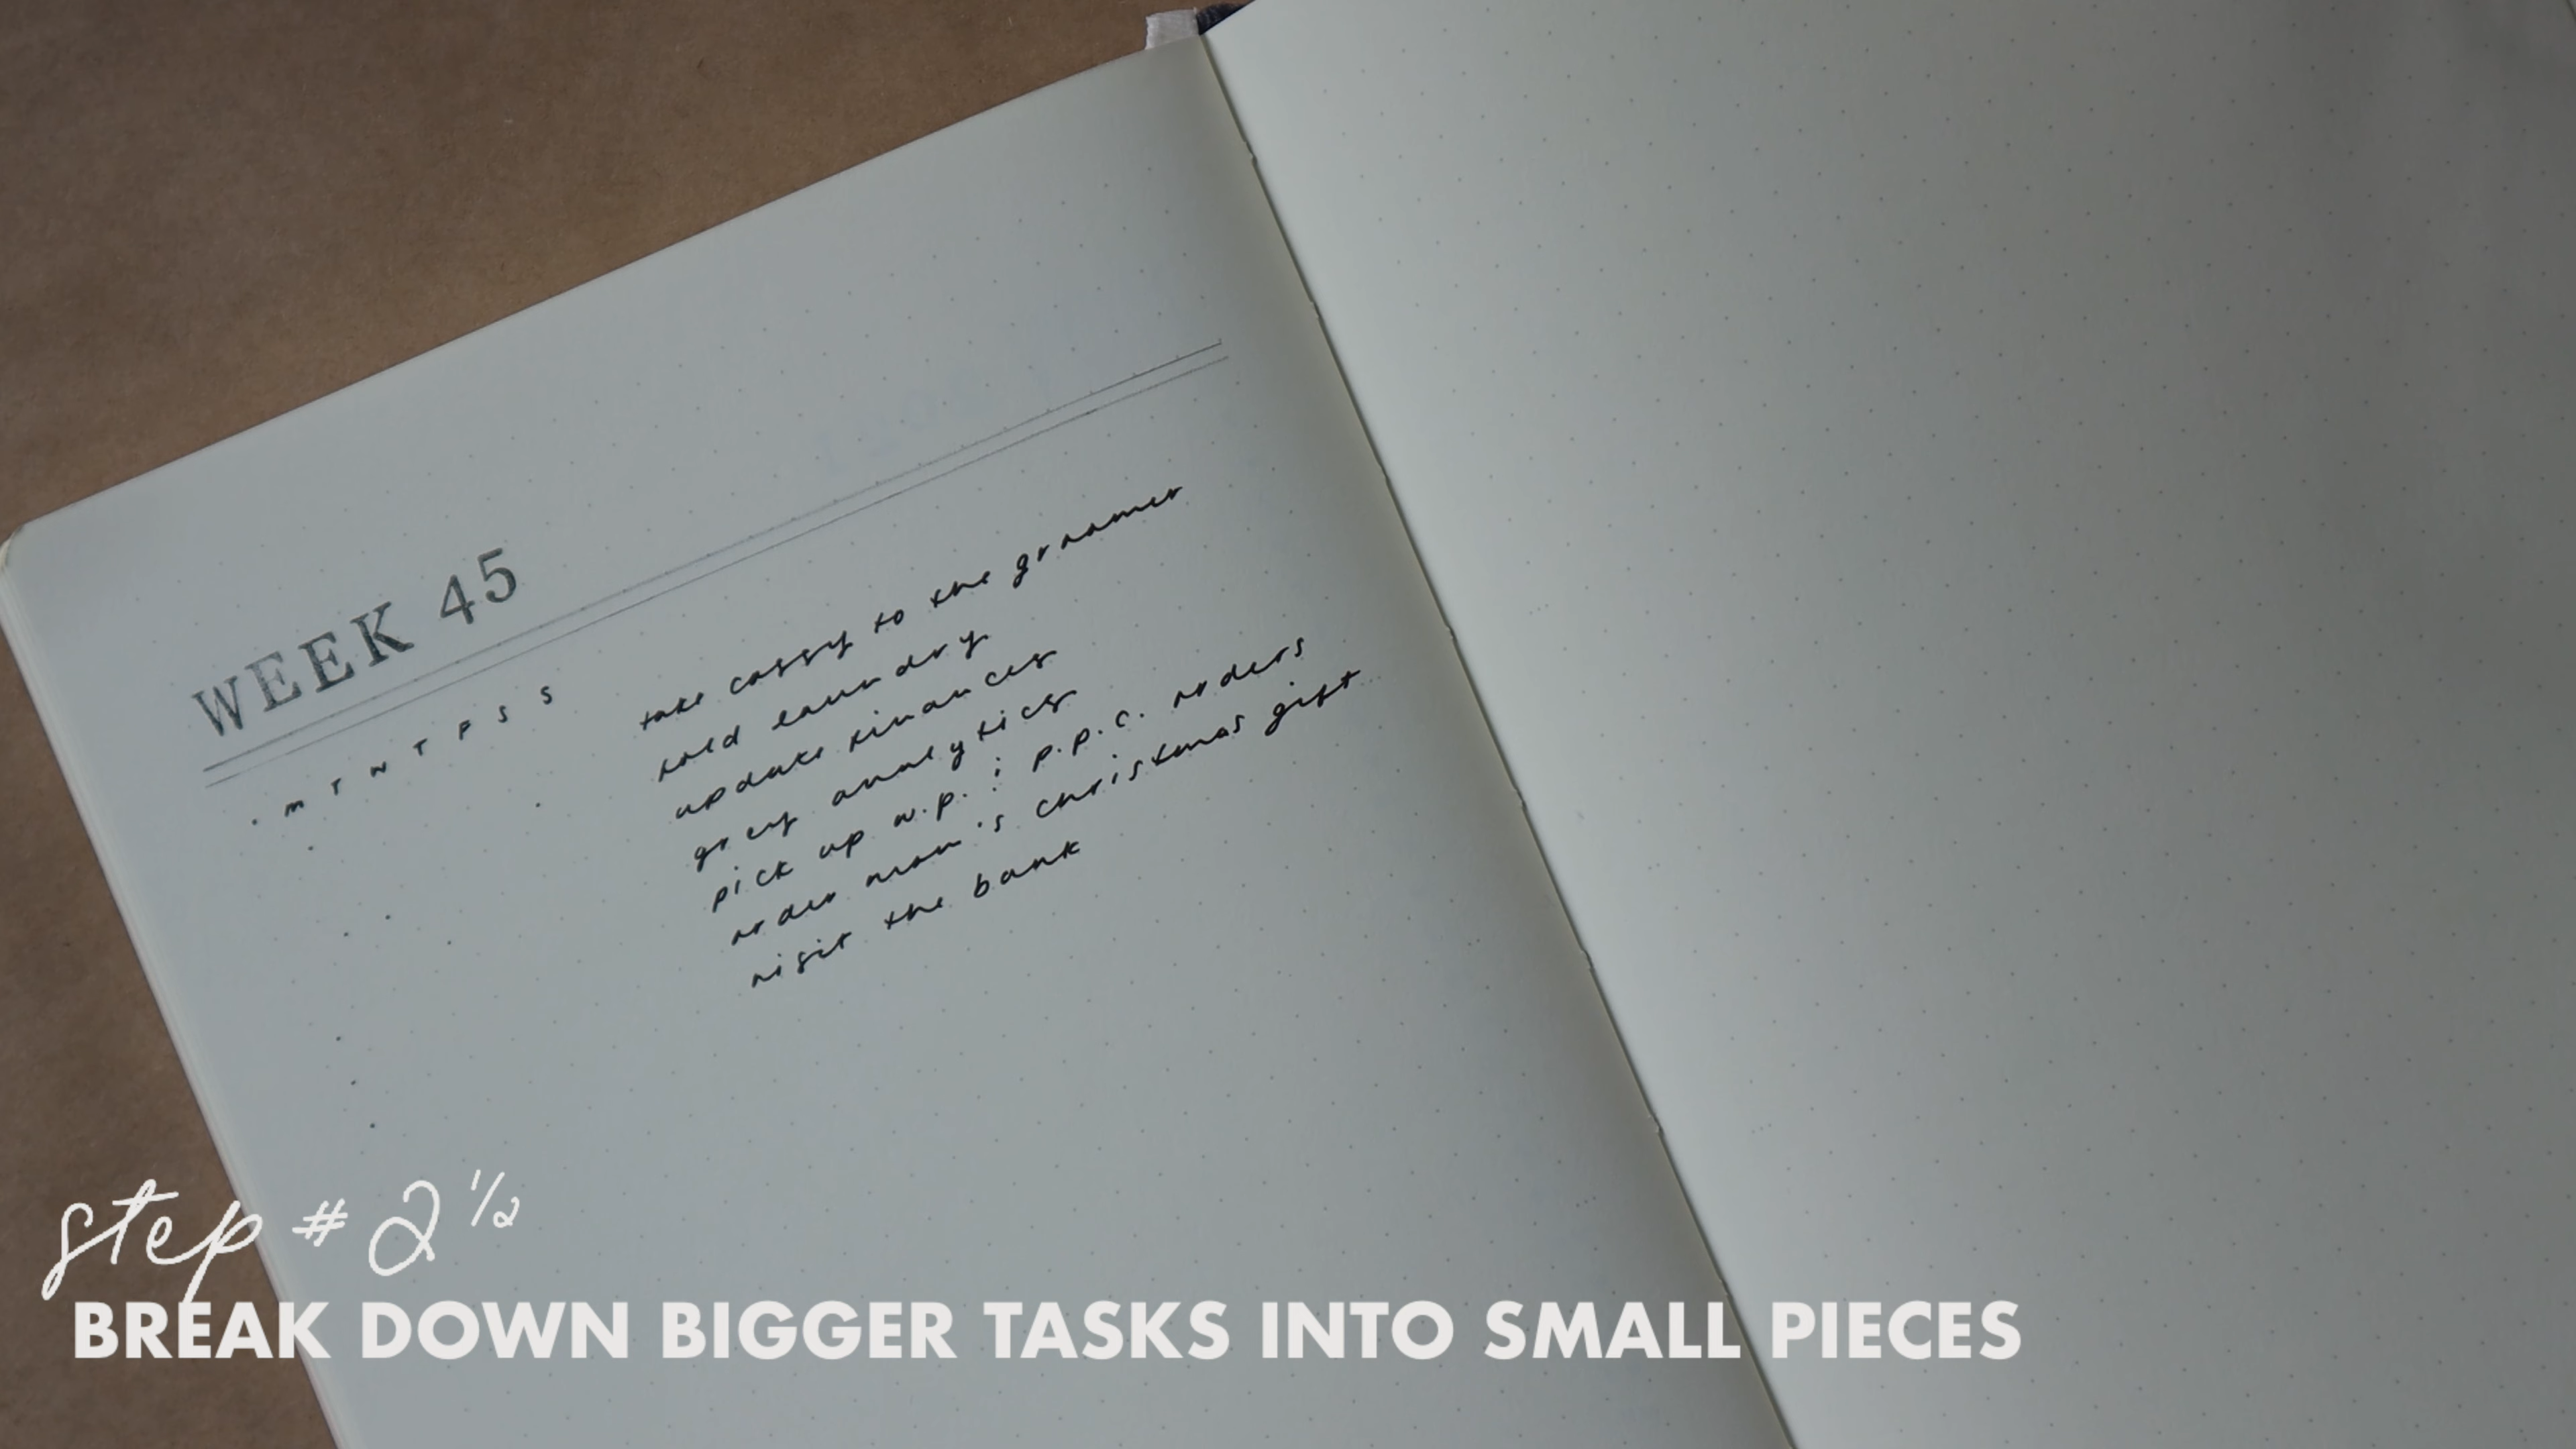 WEEK 45
M T W T F S S
take cassy to the groomer
fold laundry
update finances
grey analytics
pick up w.p. & p.p.c. orders
order mom's christmas gift
visit the bank
step #2 1/2
BREAK DOWN BIGGER TASKS INTO SMALL PIECES